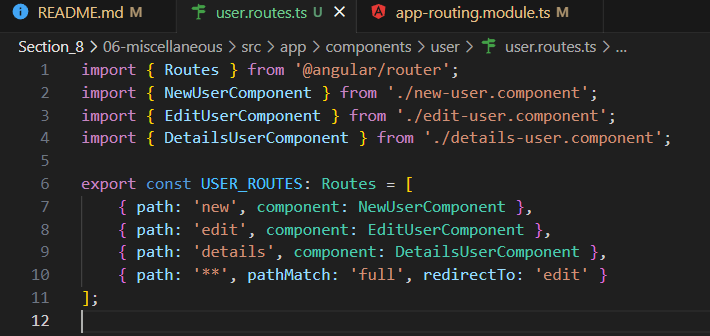 README.md M user.routes.ts U app-routing.module.ts M
Section_8 > 06-miscellaneous > src > app > components > user > user.routes.ts > ...
1 import { Routes } from '@angular/router';
2 import { NewUserComponent } from './new-user.component';
3 import { EditUserComponent } from './edit-user.component';
4 import { DetailsUserComponent } from './details-user.component';
5
6 export const USER_ROUTES: Routes = [
7     { path: 'new', component: NewUserComponent },
8     { path: 'edit', component: EditUserComponent },
9     { path: 'details', component: DetailsUserComponent },
10     { path: '**', pathMatch: 'full', redirectTo: 'edit' }
11 ];
12